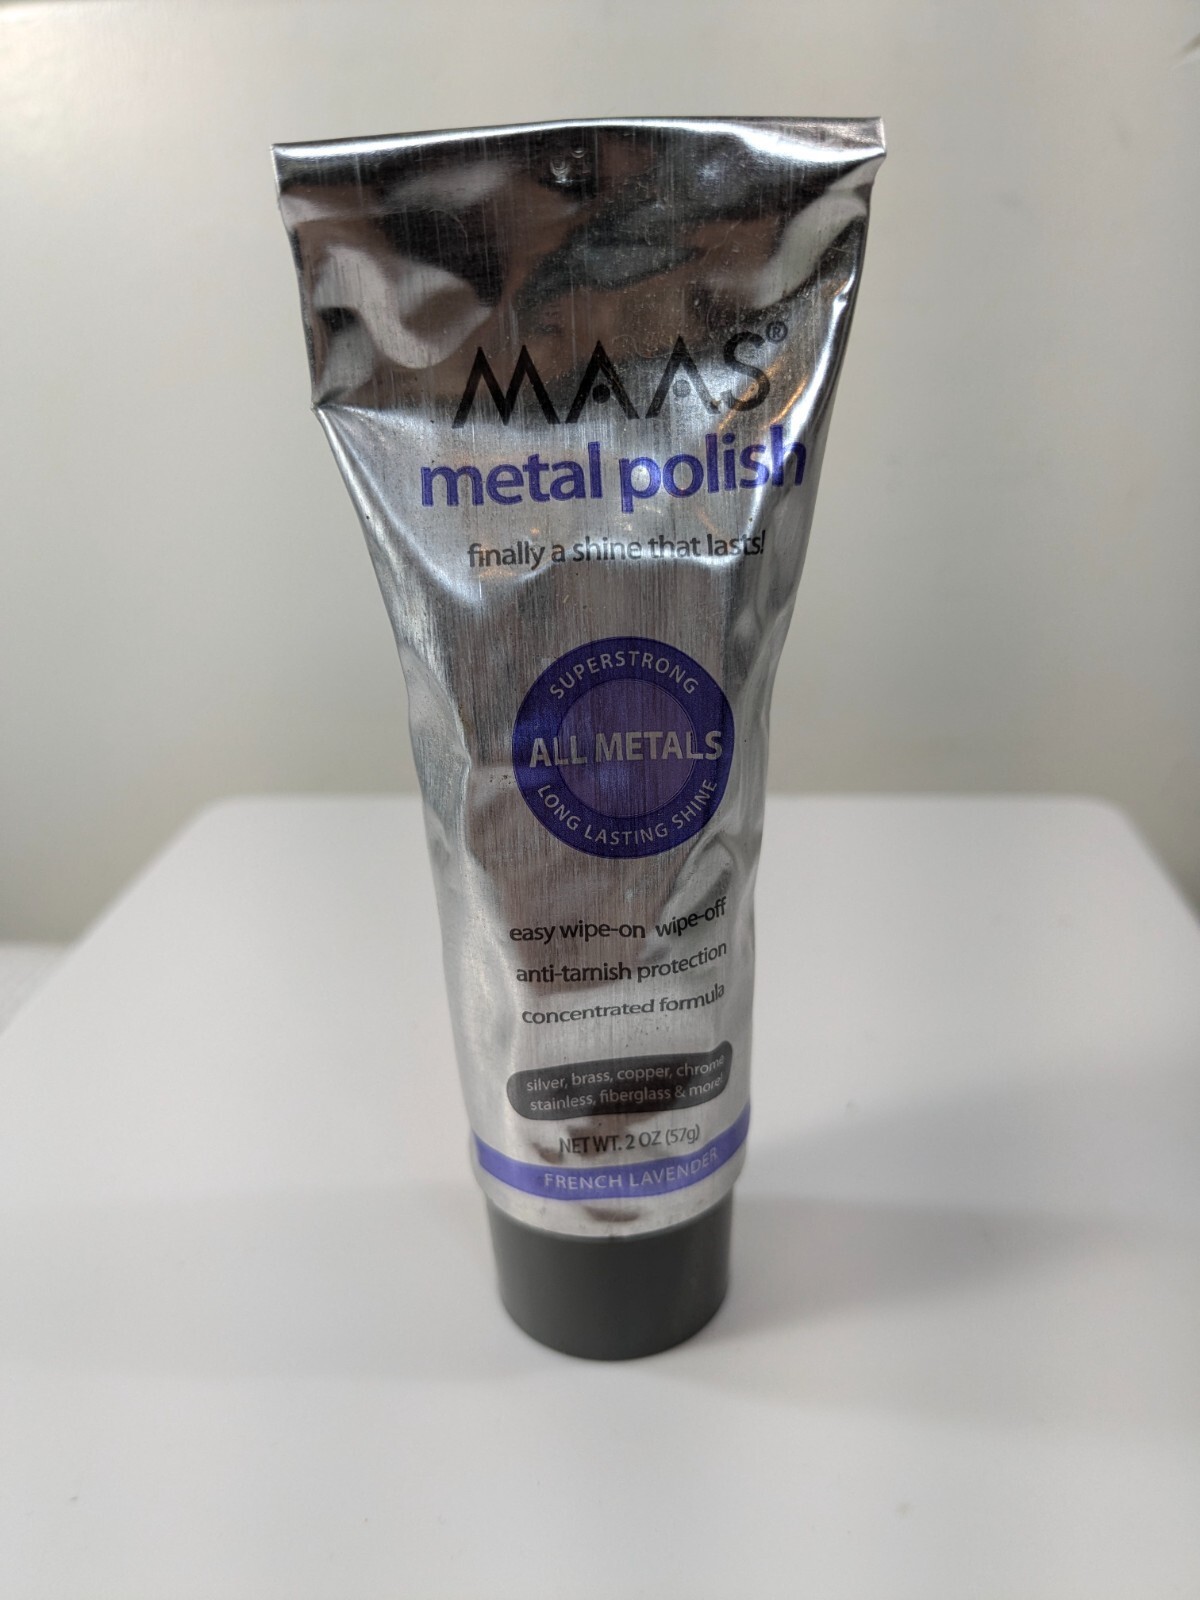 MAAS®
metal polish
finally a shine that lasts!
SUPERSTRONG
ALL METALS
LONG LASTING SHINE
easy wipe-on wipe-off
anti-tarnish protection
concentrated formula
silver, brass, copper, chrome
stainless, fiberglass & more!
NET WT. 2 OZ (57g)
FRENCH LAVENDER